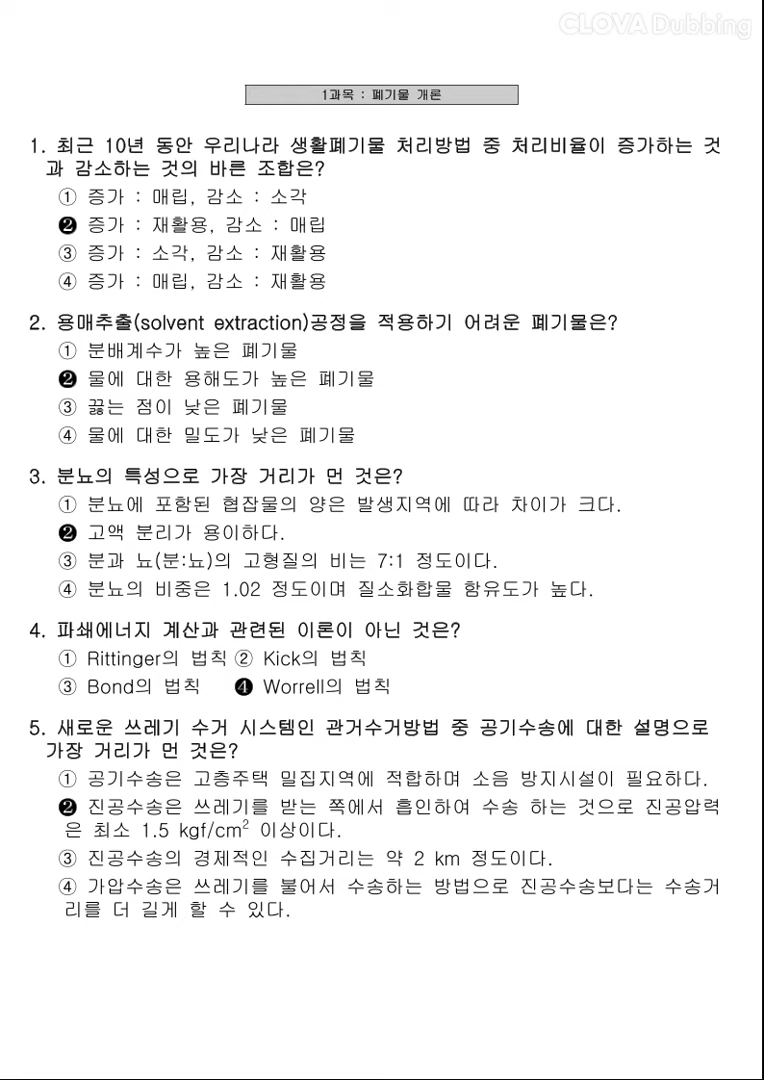 CLOVA Dubbing
1과목 : 폐기물 개론
1. 최근 10년 동안 우리나라 생활폐기물 처리방법 중 처리비율이 증가하는 것
과 감소하는 것의 바른 조합은?
① 증가 : 매립, 감소 : 소각
❷ 증가 : 재활용, 감소 : 매립
③ 증가 : 소각, 감소 : 재활용
④ 증가 : 매립, 감소 : 재활용
2. 용매추출(solvent extraction)공정을 적용하기 어려운 폐기물은?
① 분배계수가 높은 폐기물
❷ 물에 대한 용해도가 높은 폐기물
③ 끓는 점이 낮은 폐기물
④ 물에 대한 밀도가 낮은 폐기물
3. 분뇨의 특성으로 가장 거리가 먼 것은?
① 분뇨에 포함된 협잡물의 양은 발생지역에 따라 차이가 크다.
❷ 고액 분리가 용이하다.
③ 분과 뇨(분:뇨)의 고형질의 비는 7:1 정도이다.
④ 분뇨의 비중은 1.02 정도이며 질소화합물 함유도가 높다.
4. 파쇄에너지 계산과 관련된 이론이 아닌 것은?
① Rittinger의 법칙 ② Kick의 법칙
③ Bond의 법칙 ❹ Worrell의 법칙
5. 새로운 쓰레기 수거 시스템인 관거수거방법 중 공기수송에 대한 설명으로
가장 거리가 먼 것은?
① 공기수송은 고층주택 밀집지역에 적합하며 소음 방지시설이 필요하다.
❷ 진공수송은 쓰레기를 받는 쪽에서 흡인하여 수송 하는 것으로 진공압력
은 최소 1.5 kgf/cm² 이상이다.
③ 진공수송의 경제적인 수집거리는 약 2 km 정도이다.
④ 가압수송은 쓰레기를 불어서 수송하는 방법으로 진공수송보다는 수송거
리를 더 길게 할 수 있다.